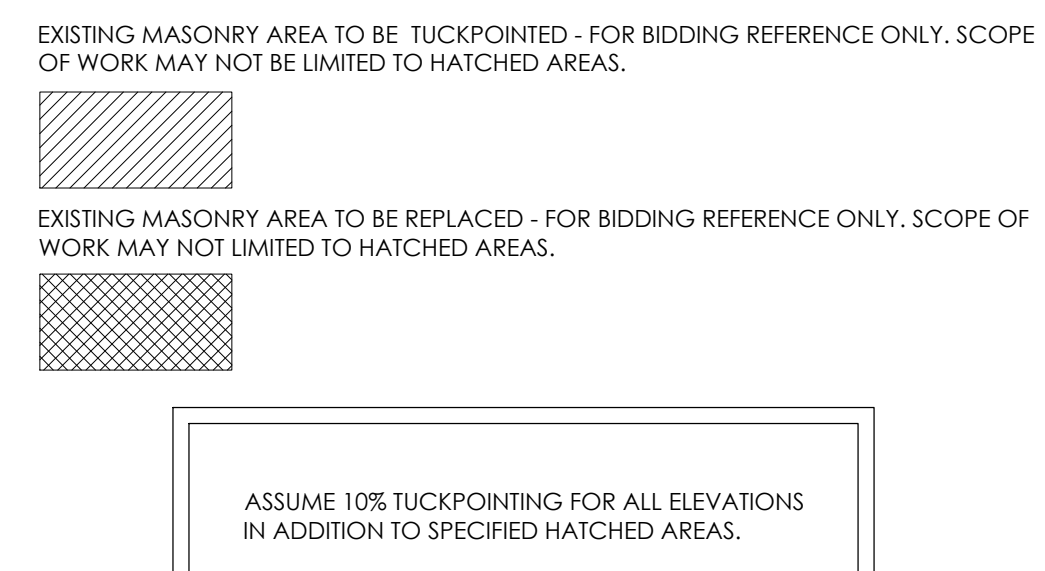 EXISTING MASONRY AREA TO BE  TUCKPOINTED - FOR BIDDING REFERENCE ONLY. SCOPE
OF WORK MAY NOT BE LIMITED TO HATCHED AREAS.
EXISTING MASONRY AREA TO BE REPLACED - FOR BIDDING REFERENCE ONLY. SCOPE OF
WORK MAY NOT LIMITED TO HATCHED AREAS.
ASSUME 10% TUCKPOINTING FOR ALL ELEVATIONS
IN ADDITION TO SPECIFIED HATCHED AREAS.